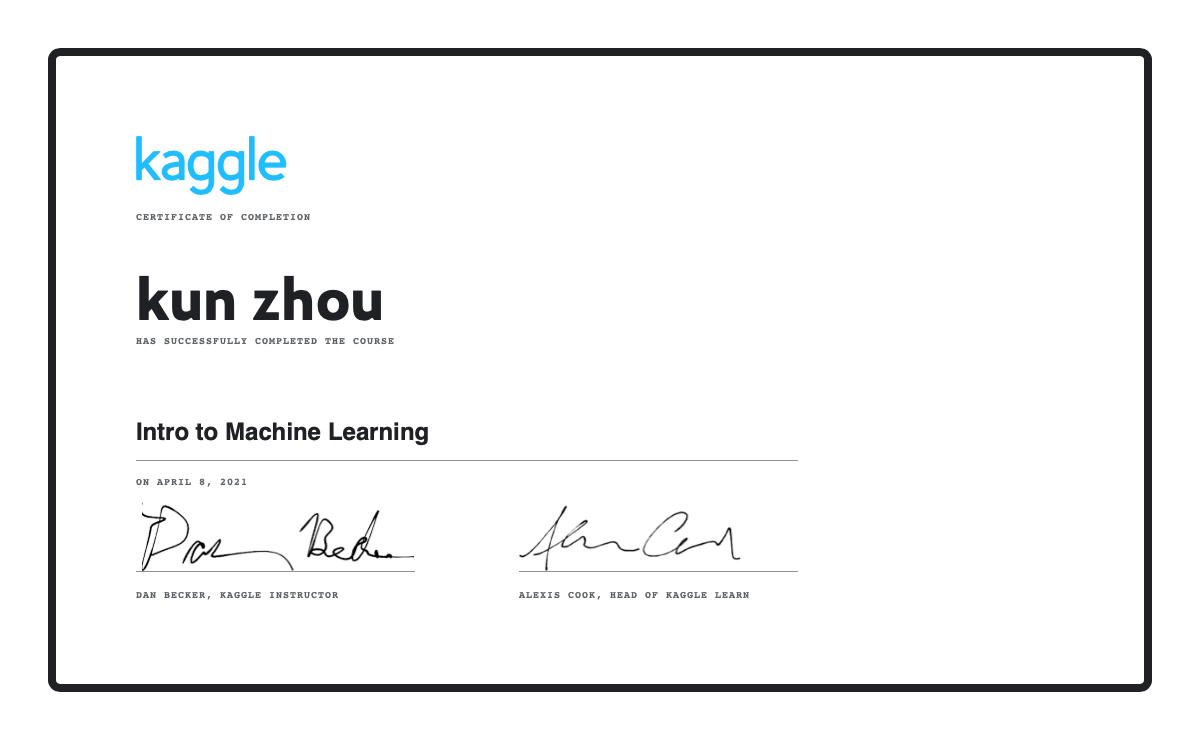 kaggle
CERTIFICATE OF COMPLETION
kun zhou
HAS SUCCESSFULLY COMPLETED THE COURSE
Intro to Machine Learning
ON APRIL 8, 2021
Dan Becker
Alexis Cook
DAN BECKER, KAGGLE INSTRUCTOR
ALEXIS COOK, HEAD OF KAGGLE LEARN